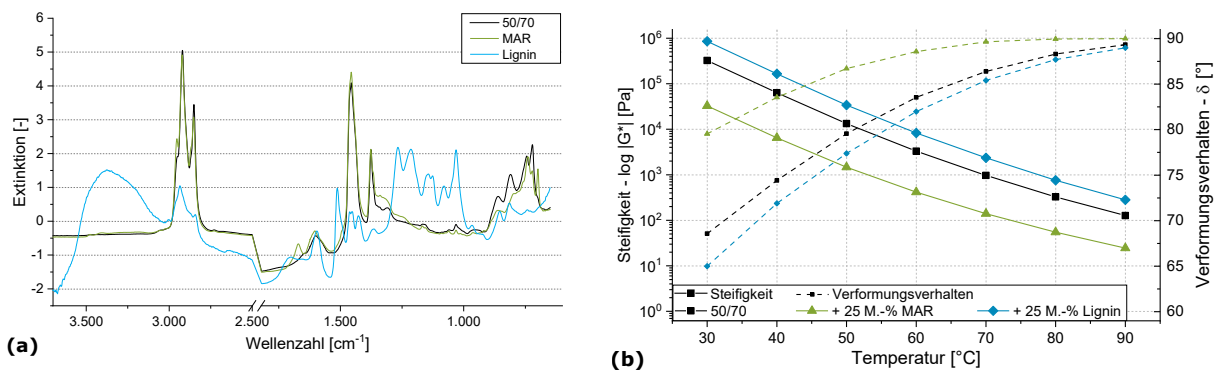 50/70
MAR
Lignin
6
5
4
3
2
1
0
-1
-2
Extinktion [-]
3.500
3.000
2.500
1.500
1.000
Wellenzahl [cm⁻¹]
(a)
10⁶
10⁵
10⁴
10³
10²
10¹
10⁰
Steifigkeit - log |G*| [Pa]
90
85
80
75
70
65
60
Verformungsverhalten - δ [°]
Steifigkeit
Verformungsverhalten
50/70
+ 25 M.-% MAR
+ 25 M.-% Lignin
30
40
50
60
70
80
90
Temperatur [°C]
(b)